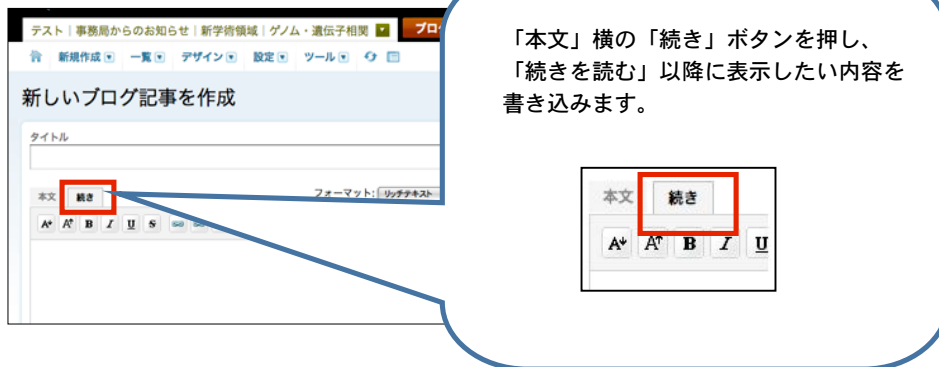 テスト｜事務局からのお知らせ｜新学術領域｜ゲノム・遺伝子相関
新規作成 一覧 デザイン 設定 ツール
新しいブログ記事を作成
タイトル
本文 続き
フォーマット: リッチテキスト
A A B I U S
「本文」横の「続き」ボタンを押し、
「続きを読む」以降に表示したい内容を
書き込みます。
本文 続き
A A B I U